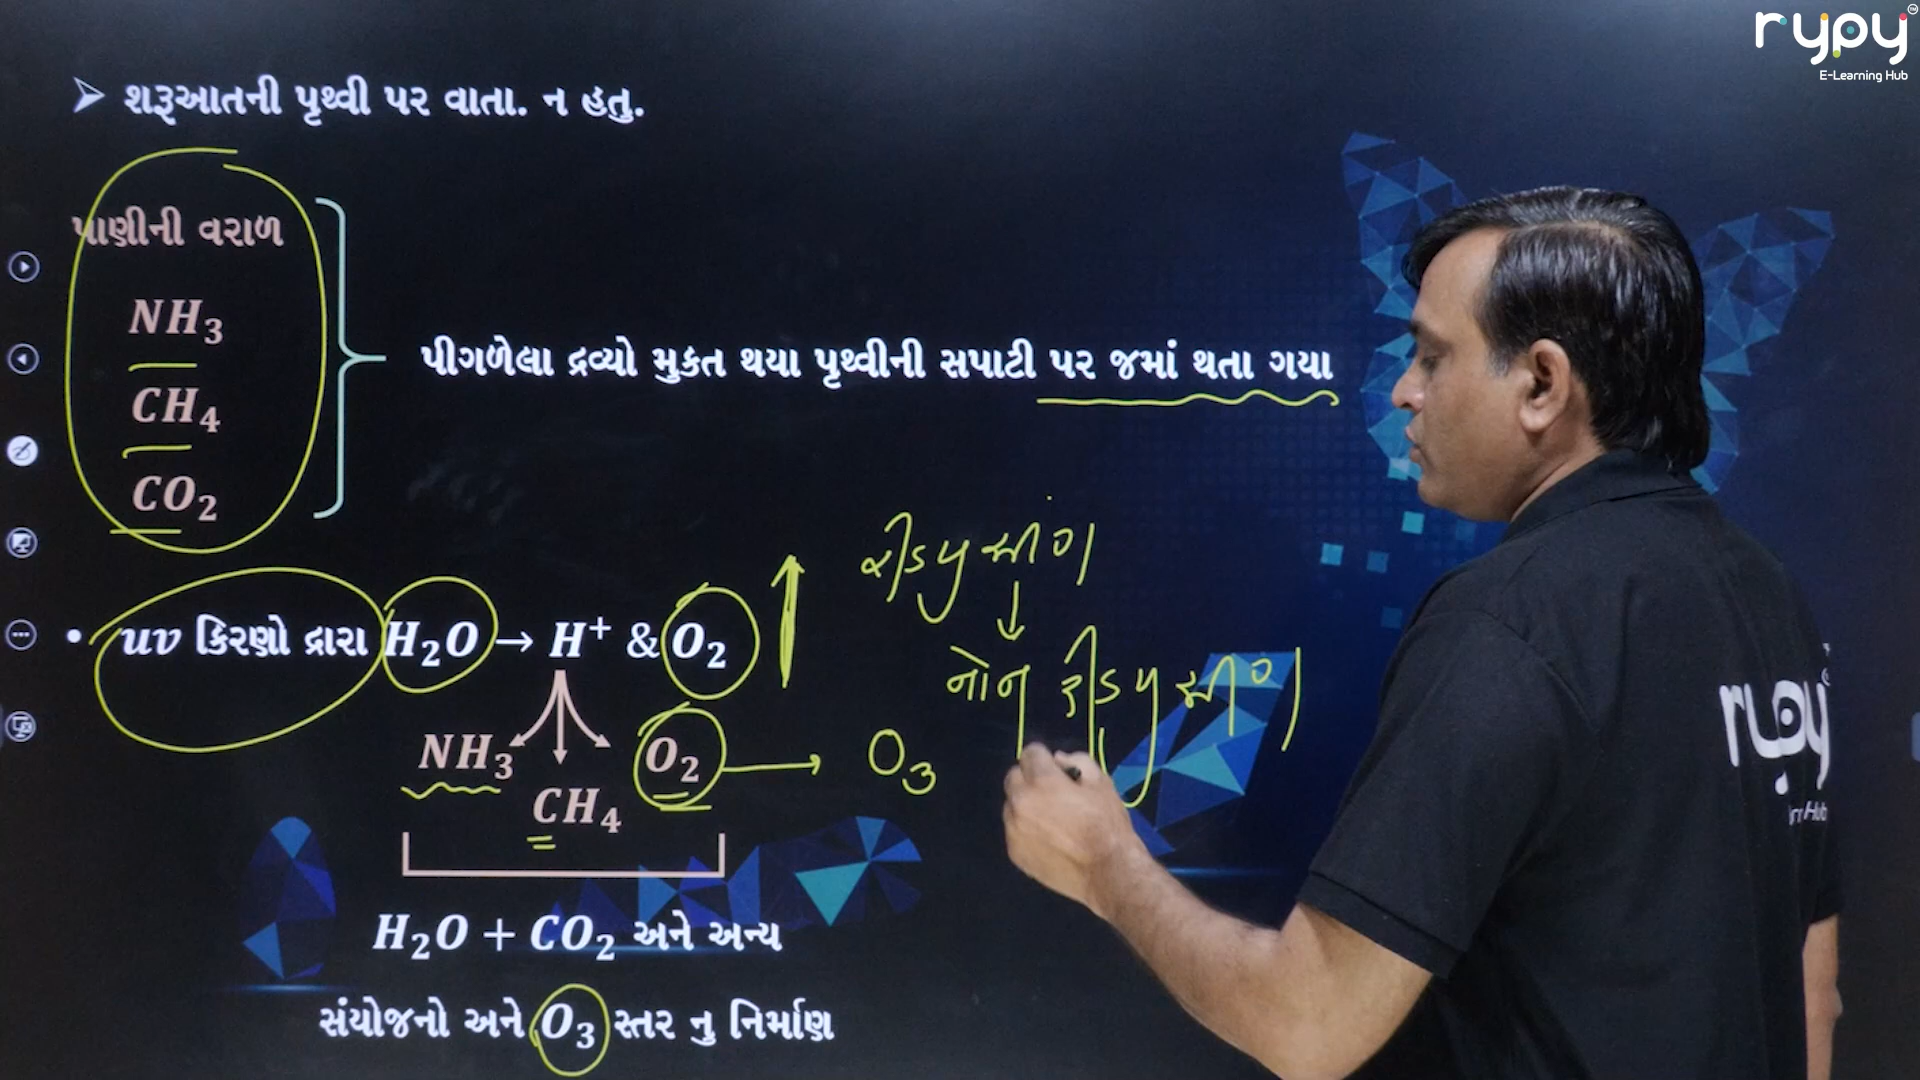 rypy™
E-Learning Hub
➢ શરૂઆતની પૃથ્વી પર વાતા. ન હતુ.
પાણીની વરાળ
NH₃
CH₄
CO₂
પીગળેલા દ્રવ્યો મુકત થયા પૃથ્વીની સપાટી પર જમાં થતા ગયા
રીડ્યુસીંગ
• uv કિરણો દ્રારા H₂O → H⁺ & O₂
નોન રીડ્યુસીંગ
NH₃ CH₄ O₂ → O₃
H₂O + CO₂ અને અન્ય
સંયોજનો અને O₃ સ્તર નુ નિર્માણ
rypy